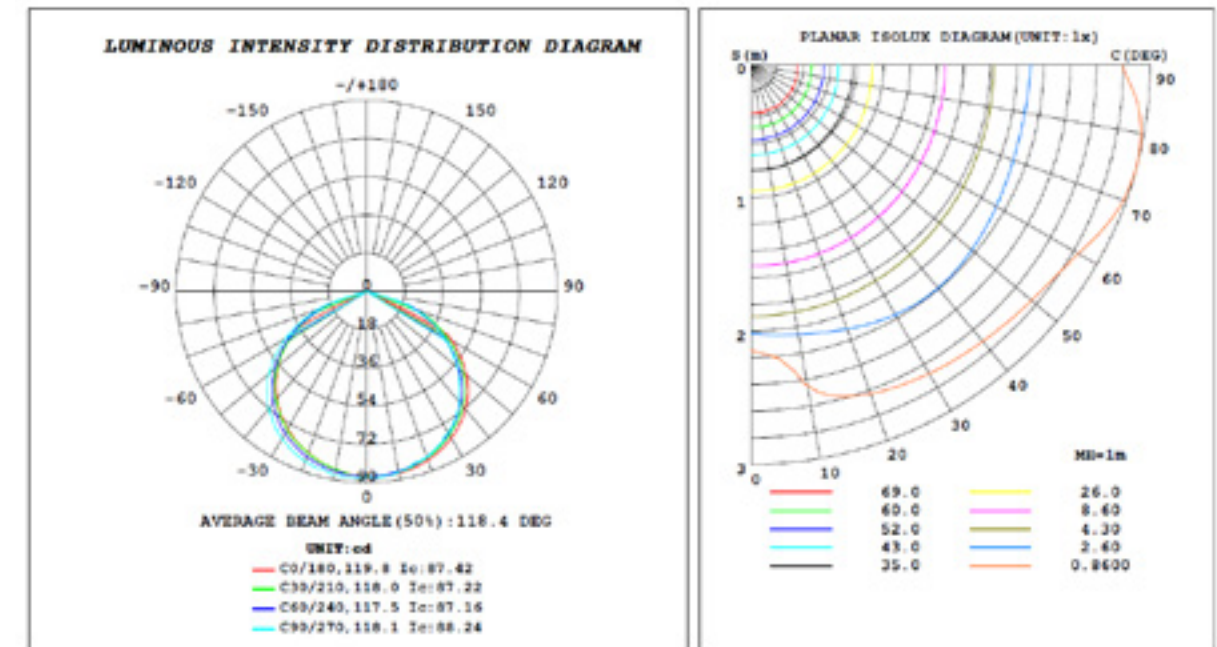 LUMINOUS INTENSITY DISTRIBUTION DIAGRAM
-/+180
-150 150
-120 120
-90 0 90
18
36
-60 54 60
72
-30 90 30
0
AVERAGE BEAM ANGLE(50%):118.4 DEG
UNIT:cd
C0/180,119.8 Ic:87.42
C30/210,118.0 Ic:87.22
C60/240,117.5 Ic:87.16
C90/270,118.1 Ic:88.24
PLANAR ISOLUX DIAGRAM(UNIT:lx)
S(m) C(DEG)
0 90
80
1 70
60
2 50
40
30
20
3 0 10
MH=1m
69.0 26.0
60.0 8.60
52.0 4.30
43.0 2.60
35.0 0.8600